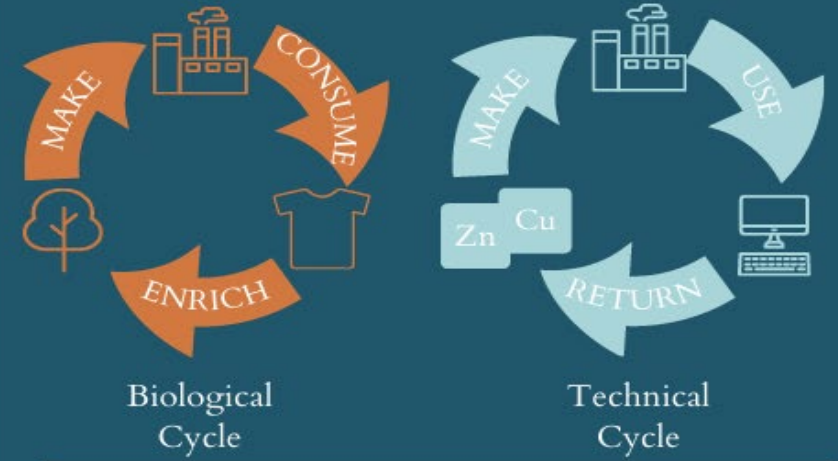 MAKE
CONSUME
ENRICH
Biological
Cycle
MAKE
USE
Zn
Cu
RETURN
Technical
Cycle